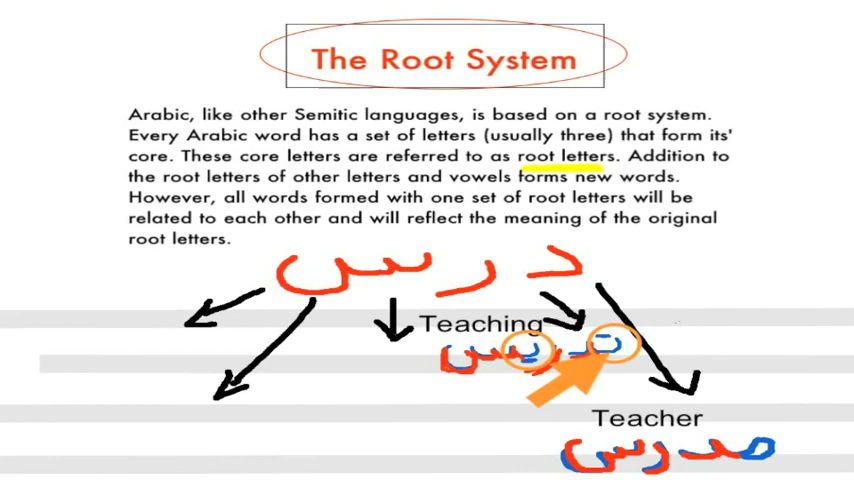 The Root System
Arabic, like other Semitic languages, is based on a root system.
Every Arabic word has a set of letters (usually three) that form its'
core. These core letters are referred to as root letters. Addition to
the root letters of other letters and vowels forms new words.
However, all words formed with one set of root letters will be
related to each other and will reflect the meaning of the original
root letters.
د ر س
Teaching
تدريس
Teacher
مدرس